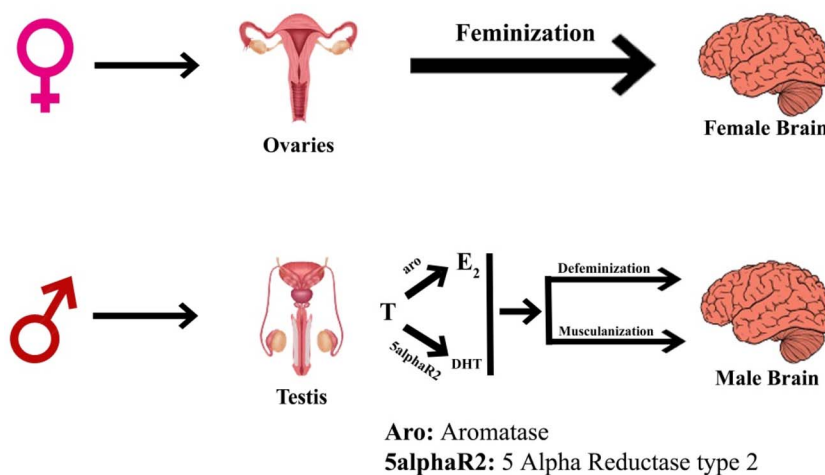 Feminization
Ovaries
Female Brain
aro
E2
Defeminization
T
5alphaR2
DHT
Musculanization
Testis
Male Brain
Aro: Aromatase
5alphaR2: 5 Alpha Reductase type 2